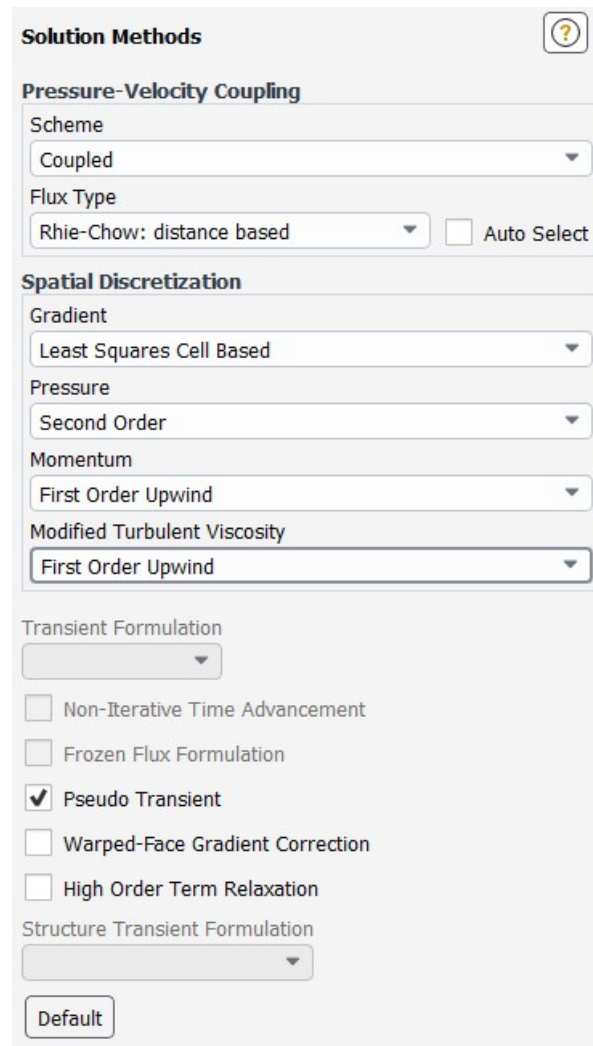 Solution Methods
?
Pressure-Velocity Coupling
Scheme
Coupled
Flux Type
Rhie-Chow: distance based Auto Select
Spatial Discretization
Gradient
Least Squares Cell Based
Pressure
Second Order
Momentum
First Order Upwind
Modified Turbulent Viscosity
First Order Upwind
Transient Formulation
Non-Iterative Time Advancement
Frozen Flux Formulation
Pseudo Transient
Warped-Face Gradient Correction
High Order Term Relaxation
Structure Transient Formulation
Default